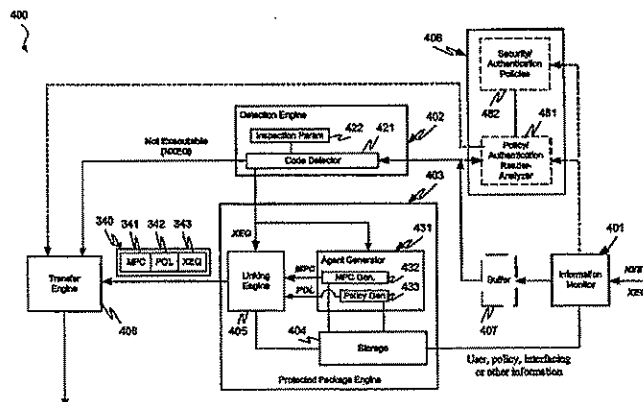 400
408
Security/
Authentication
Policies
482
481
Policy/
Authentication
Reader-
Analyzer
Detection Engine
402
Inspection Param
422
421
Code Detector
Not Executable
(NXEQ)
403
XEQ
431
401
340
341
342
343
MPC
POL
XEQ
Agent Generator
MPC
432
MPC Gen.
POL
433
Policy Gen
Transfer
Engine
406
Linking
Engine
405
404
Storage
Buffer
407
Information
Monitor
XEQ
User, policy, interfacing
or other information
Protected Package Engine